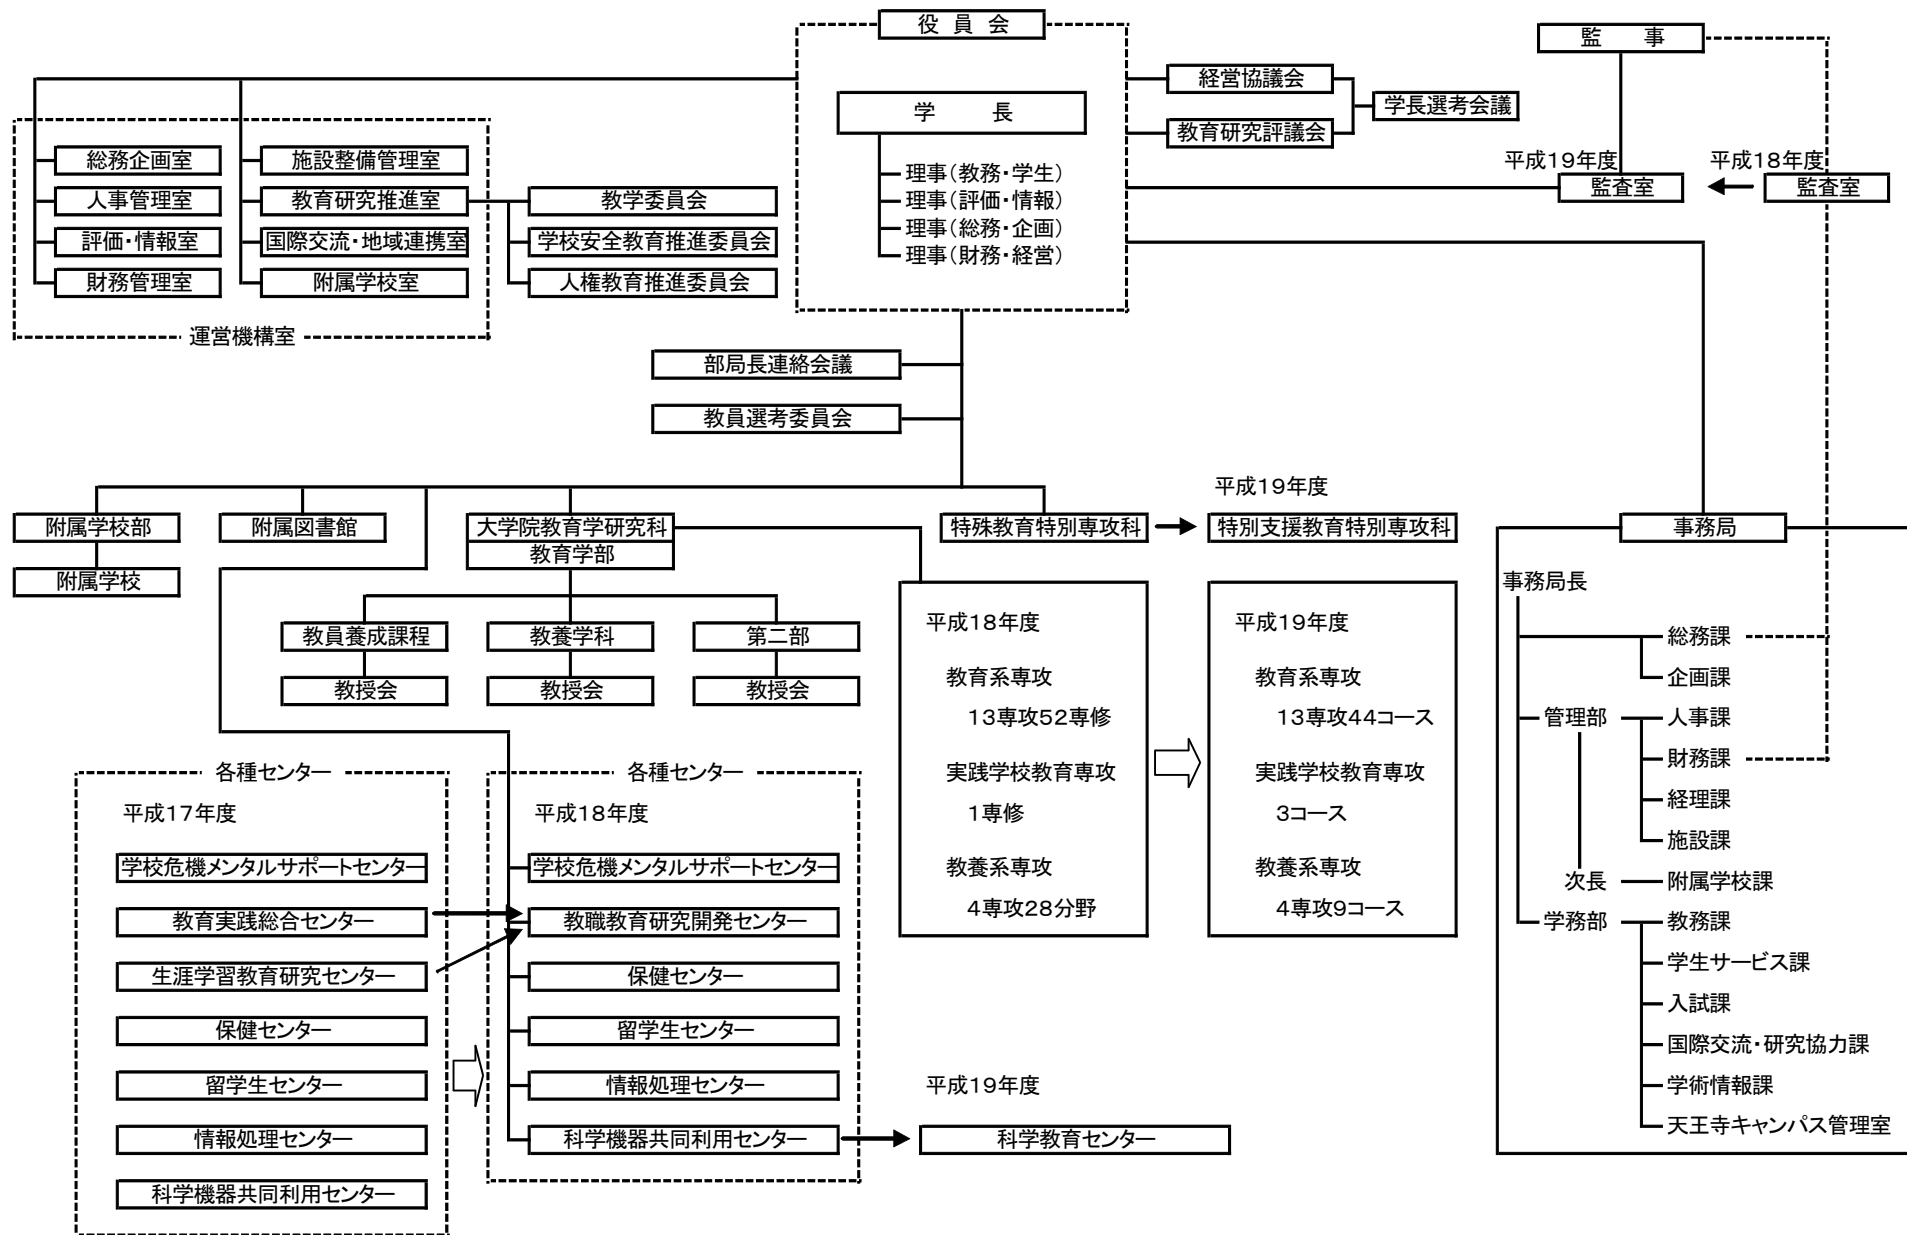 役 員 会
監　　事
経営協議会
学長選考会議
教育研究評議会
学　　長
理事(教務・学生)
理事(評価・情報)
理事(総務・企画)
理事(財務・経営)
平成19年度
監査室
平成18年度
監査室
総務企画室
人事管理室
評価・情報室
財務管理室
施設整備管理室
教育研究推進室
国際交流・地域連携室
附属学校室
教学委員会
学校安全教育推進委員会
人権教育推進委員会
運営機構室
部局長連絡会議
教員選考委員会
附属学校部
附属学校
附属図書館
大学院教育学研究科
教育学部
特殊教育特別専攻科
平成19年度
特別支援教育特別専攻科
教員養成課程
教授会
教養学科
教授会
第二部
教授会
平成18年度
教育系専攻
13専攻52専修
実践学校教育専攻
1専修
教養系専攻
4専攻28分野
平成19年度
教育系専攻
13専攻44コース
実践学校教育専攻
3コース
教養系専攻
4専攻9コース
各種センター
平成17年度
学校危機メンタルサポートセンター
教育実践総合センター
生涯学習教育研究センター
保健センター
留学生センター
情報処理センター
科学機器共同利用センター
各種センター
平成18年度
学校危機メンタルサポートセンター
教職教育研究開発センター
保健センター
留学生センター
情報処理センター
科学機器共同利用センター
平成19年度
科学教育センター
事務局
事務局長
総務課
企画課
管理部
人事課
財務課
経理課
施設課
次長
附属学校課
学務部
教務課
学生サービス課
入試課
国際交流・研究協力課
学術情報課
天王寺キャンパス管理室